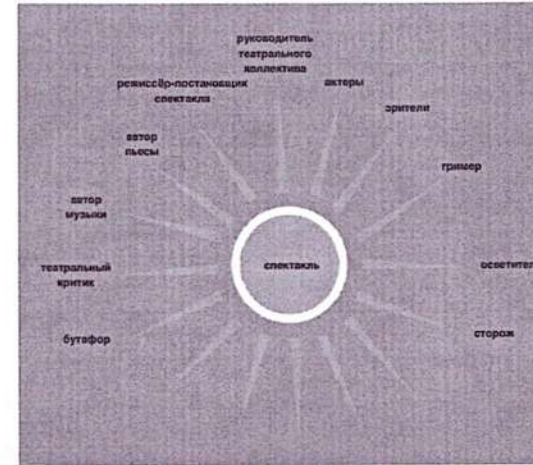 руководитель
театрального
коллектива
режиссёр-постановщик
спектакля
актеры
зрители
автор
пьесы
гример
автор
музыки
спектакль
театральный
критик
осветител
бутафор
сторож